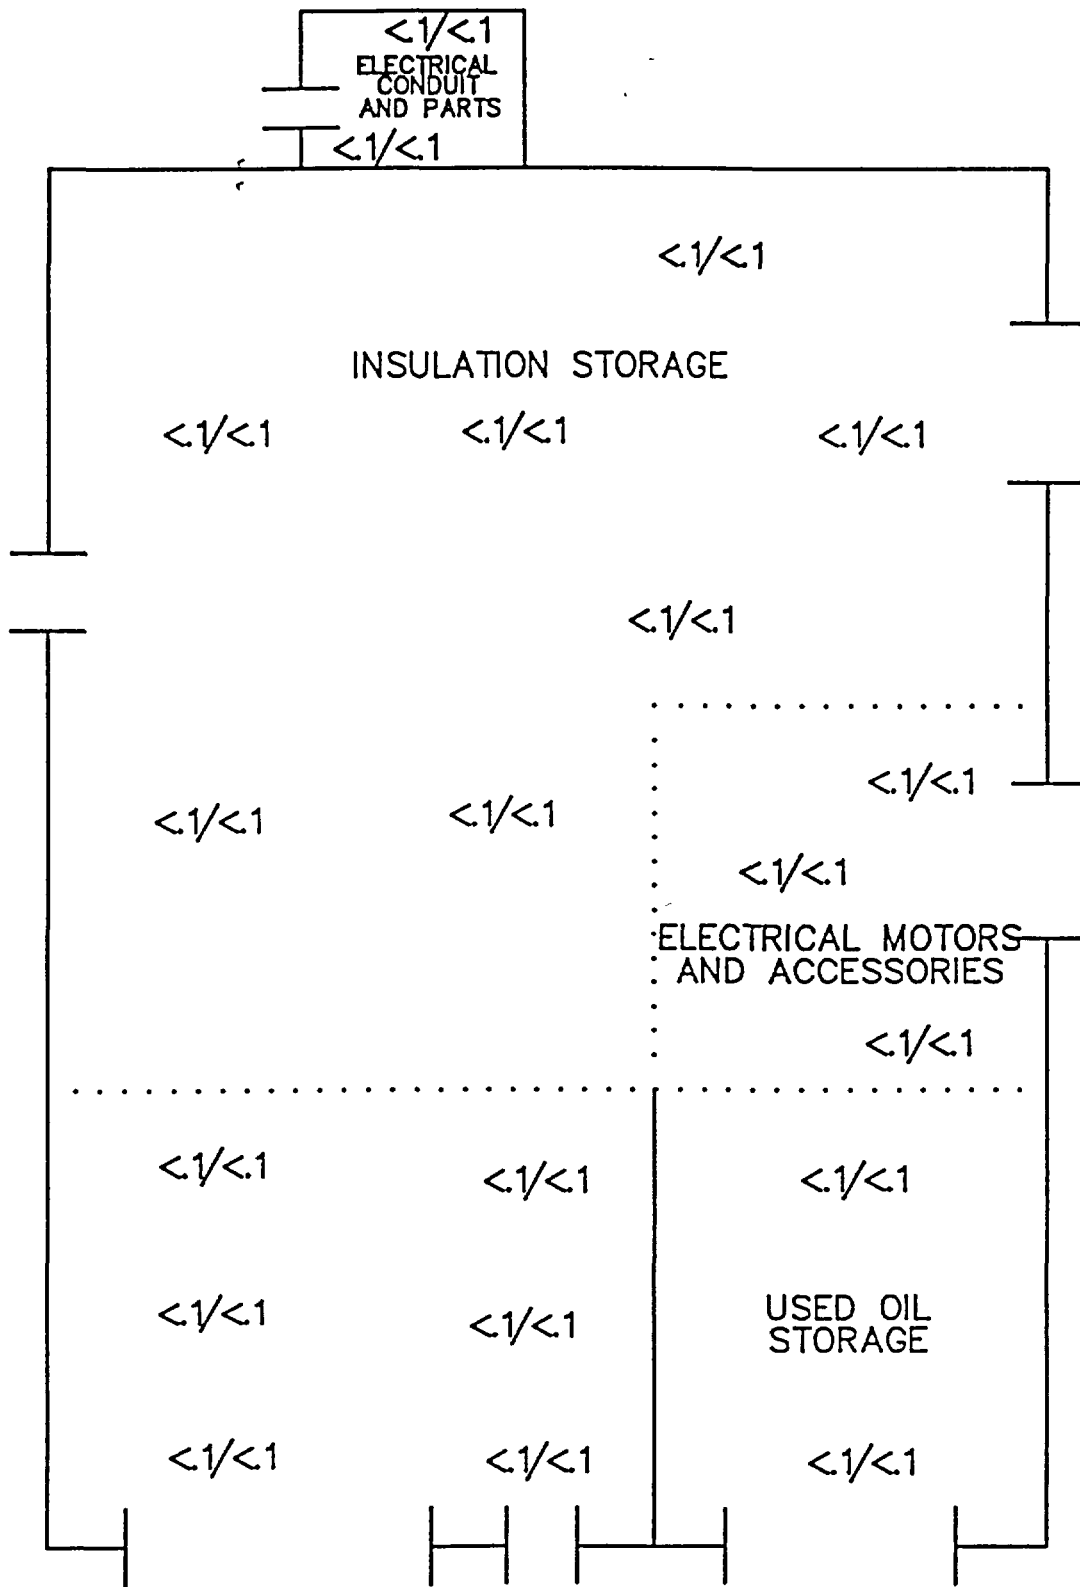 <.1/<.1
ELECTRICAL
CONDUIT
AND PARTS
<.1/<.1
<.1/<.1
INSULATION STORAGE
<.1/<.1 <.1/<.1 <.1/<.1
<.1/<.1
<.1/<.1
<.1/<.1 <.1/<.1
<.1/<.1
ELECTRICAL MOTORS
AND ACCESSORIES
<.1/<.1
<.1/<.1 <.1/<.1 <.1/<.1
<.1/<.1 <.1/<.1
USED OIL
STORAGE
<.1/<.1 <.1/<.1 <.1/<.1